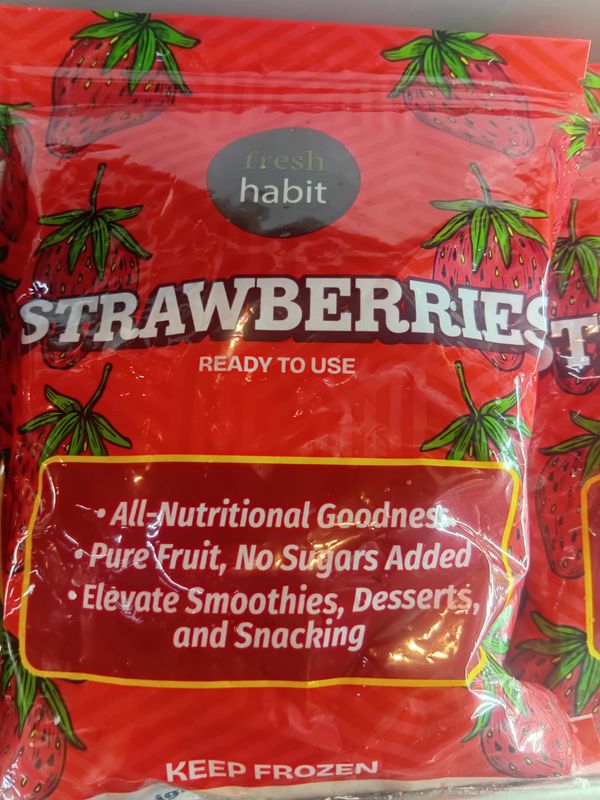 fresh
habit
STRAWBERRIES
ST
READY TO USE
• All-Nutritional Goodness
• Pure Fruit, No Sugars Added
• Elevate Smoothies, Desserts,
and Snacking
KEEP FROZEN